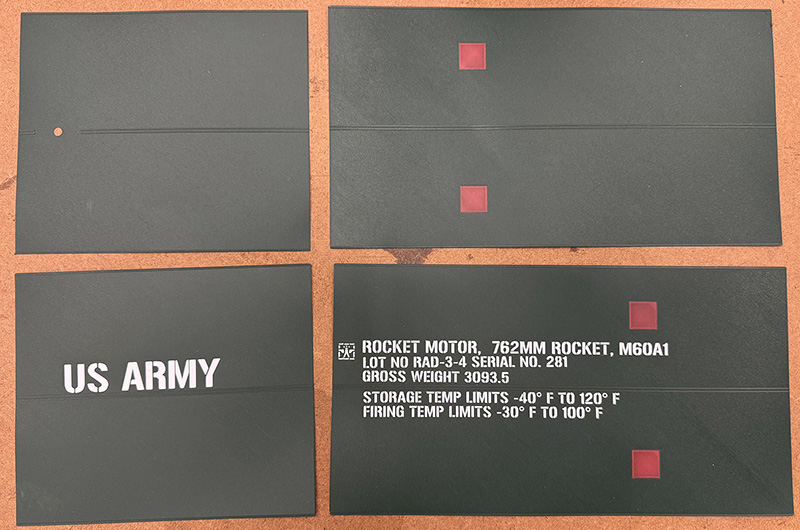 US ARMY
ROCKET MOTOR, 762MM ROCKET, M60A1
LOT NO RAD-3-4 SERIAL NO. 281
GROSS WEIGHT 3093.5
STORAGE TEMP LIMITS -40° F TO 120° F
FIRING TEMP LIMITS -30° F TO 100° F